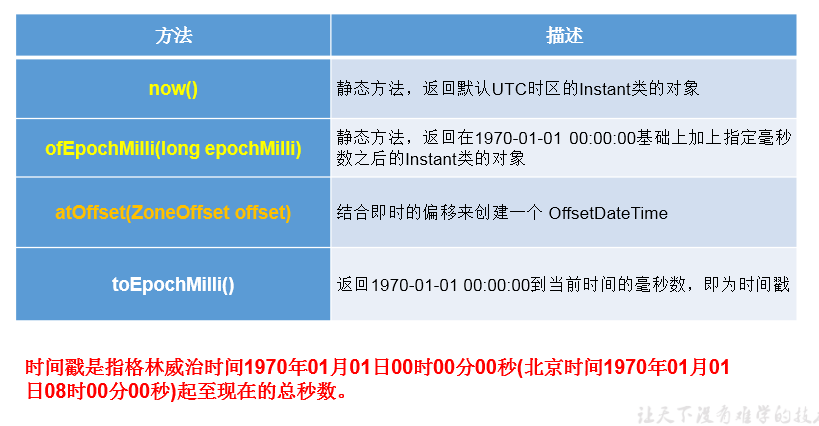 方法
描述
now()
静态方法，返回默认UTC时区的Instant类的对象
ofEpochMilli(long epochMilli)
静态方法，返回在1970-01-01 00:00:00基础上加上指定毫秒
数之后的Instant类的对象
atOffset(ZoneOffset offset)
结合即时的偏移来创建一个 OffsetDateTime
toEpochMilli()
返回1970-01-01 00:00:00到当前时间的毫秒数，即为时间戳
时间戳是指格林威治时间1970年01月01日00时00分00秒(北京时间1970年01月01
日08时00分00秒)起至现在的总秒数。
让天下没有难学的技